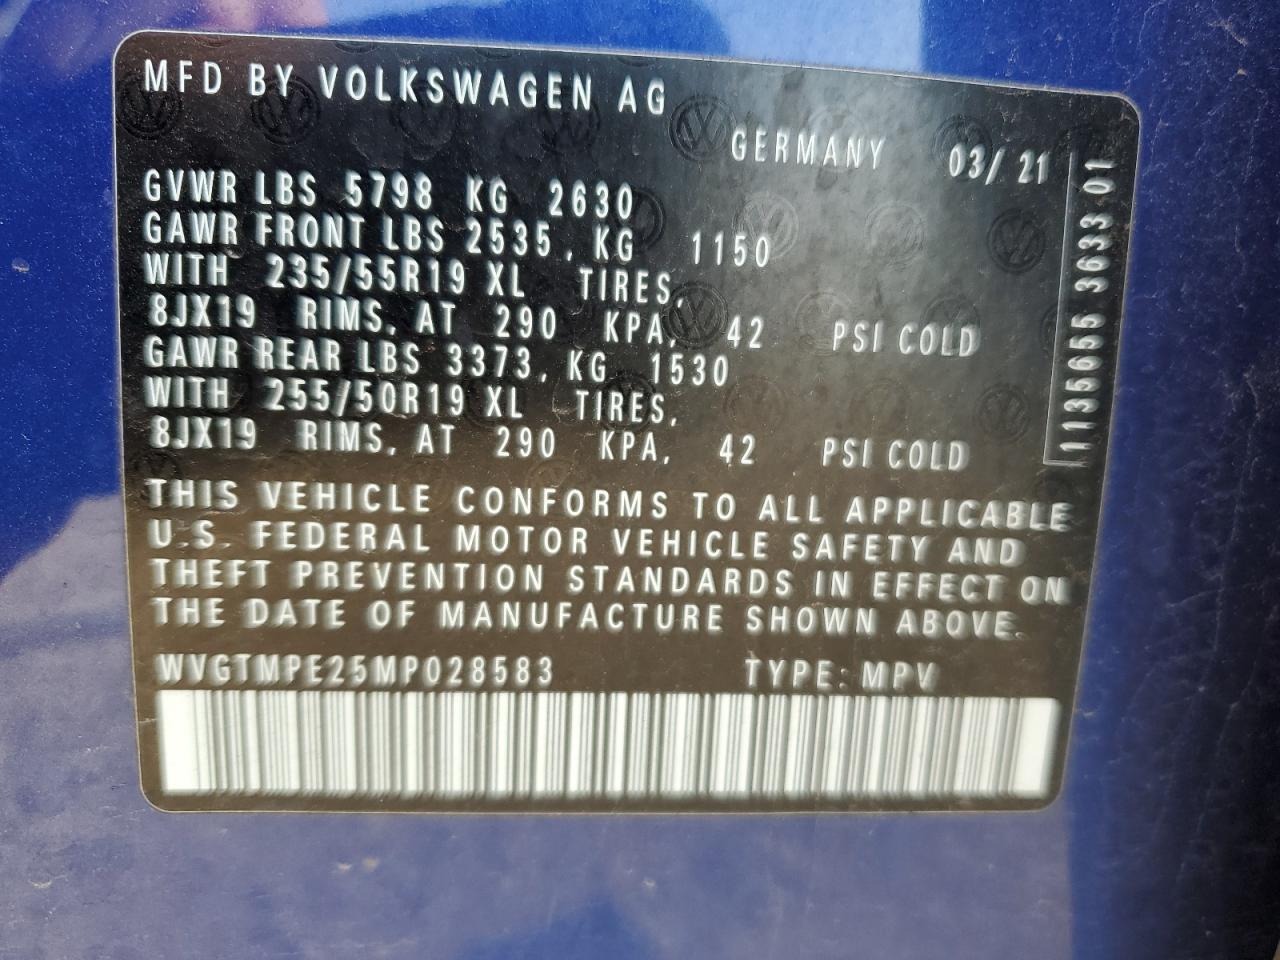 MFD BY VOLKSWAGEN AG
GERMANY 03/ 21
GVWR LBS 5798 KG 2630
GAWR FRONT LBS 2535, KG 1150
WITH 235/55R19 XL TIRES,
8JX19 RIMS, AT 290 KPA, 42 PSI COLD
GAWR REAR LBS 3373, KG 1530
WITH 255/50R19 XL TIRES,
8JX19 RIMS, AT 290 KPA, 42 PSI COLD
THIS VEHICLE CONFORMS TO ALL APPLICABLE
U.S. FEDERAL MOTOR VEHICLE SAFETY AND
THEFT PREVENTION STANDARDS IN EFFECT ON
THE DATE OF MANUFACTURE SHOWN ABOVE.
WVGTMPE25MP028583 TYPE: MPV
1135655 3633 01